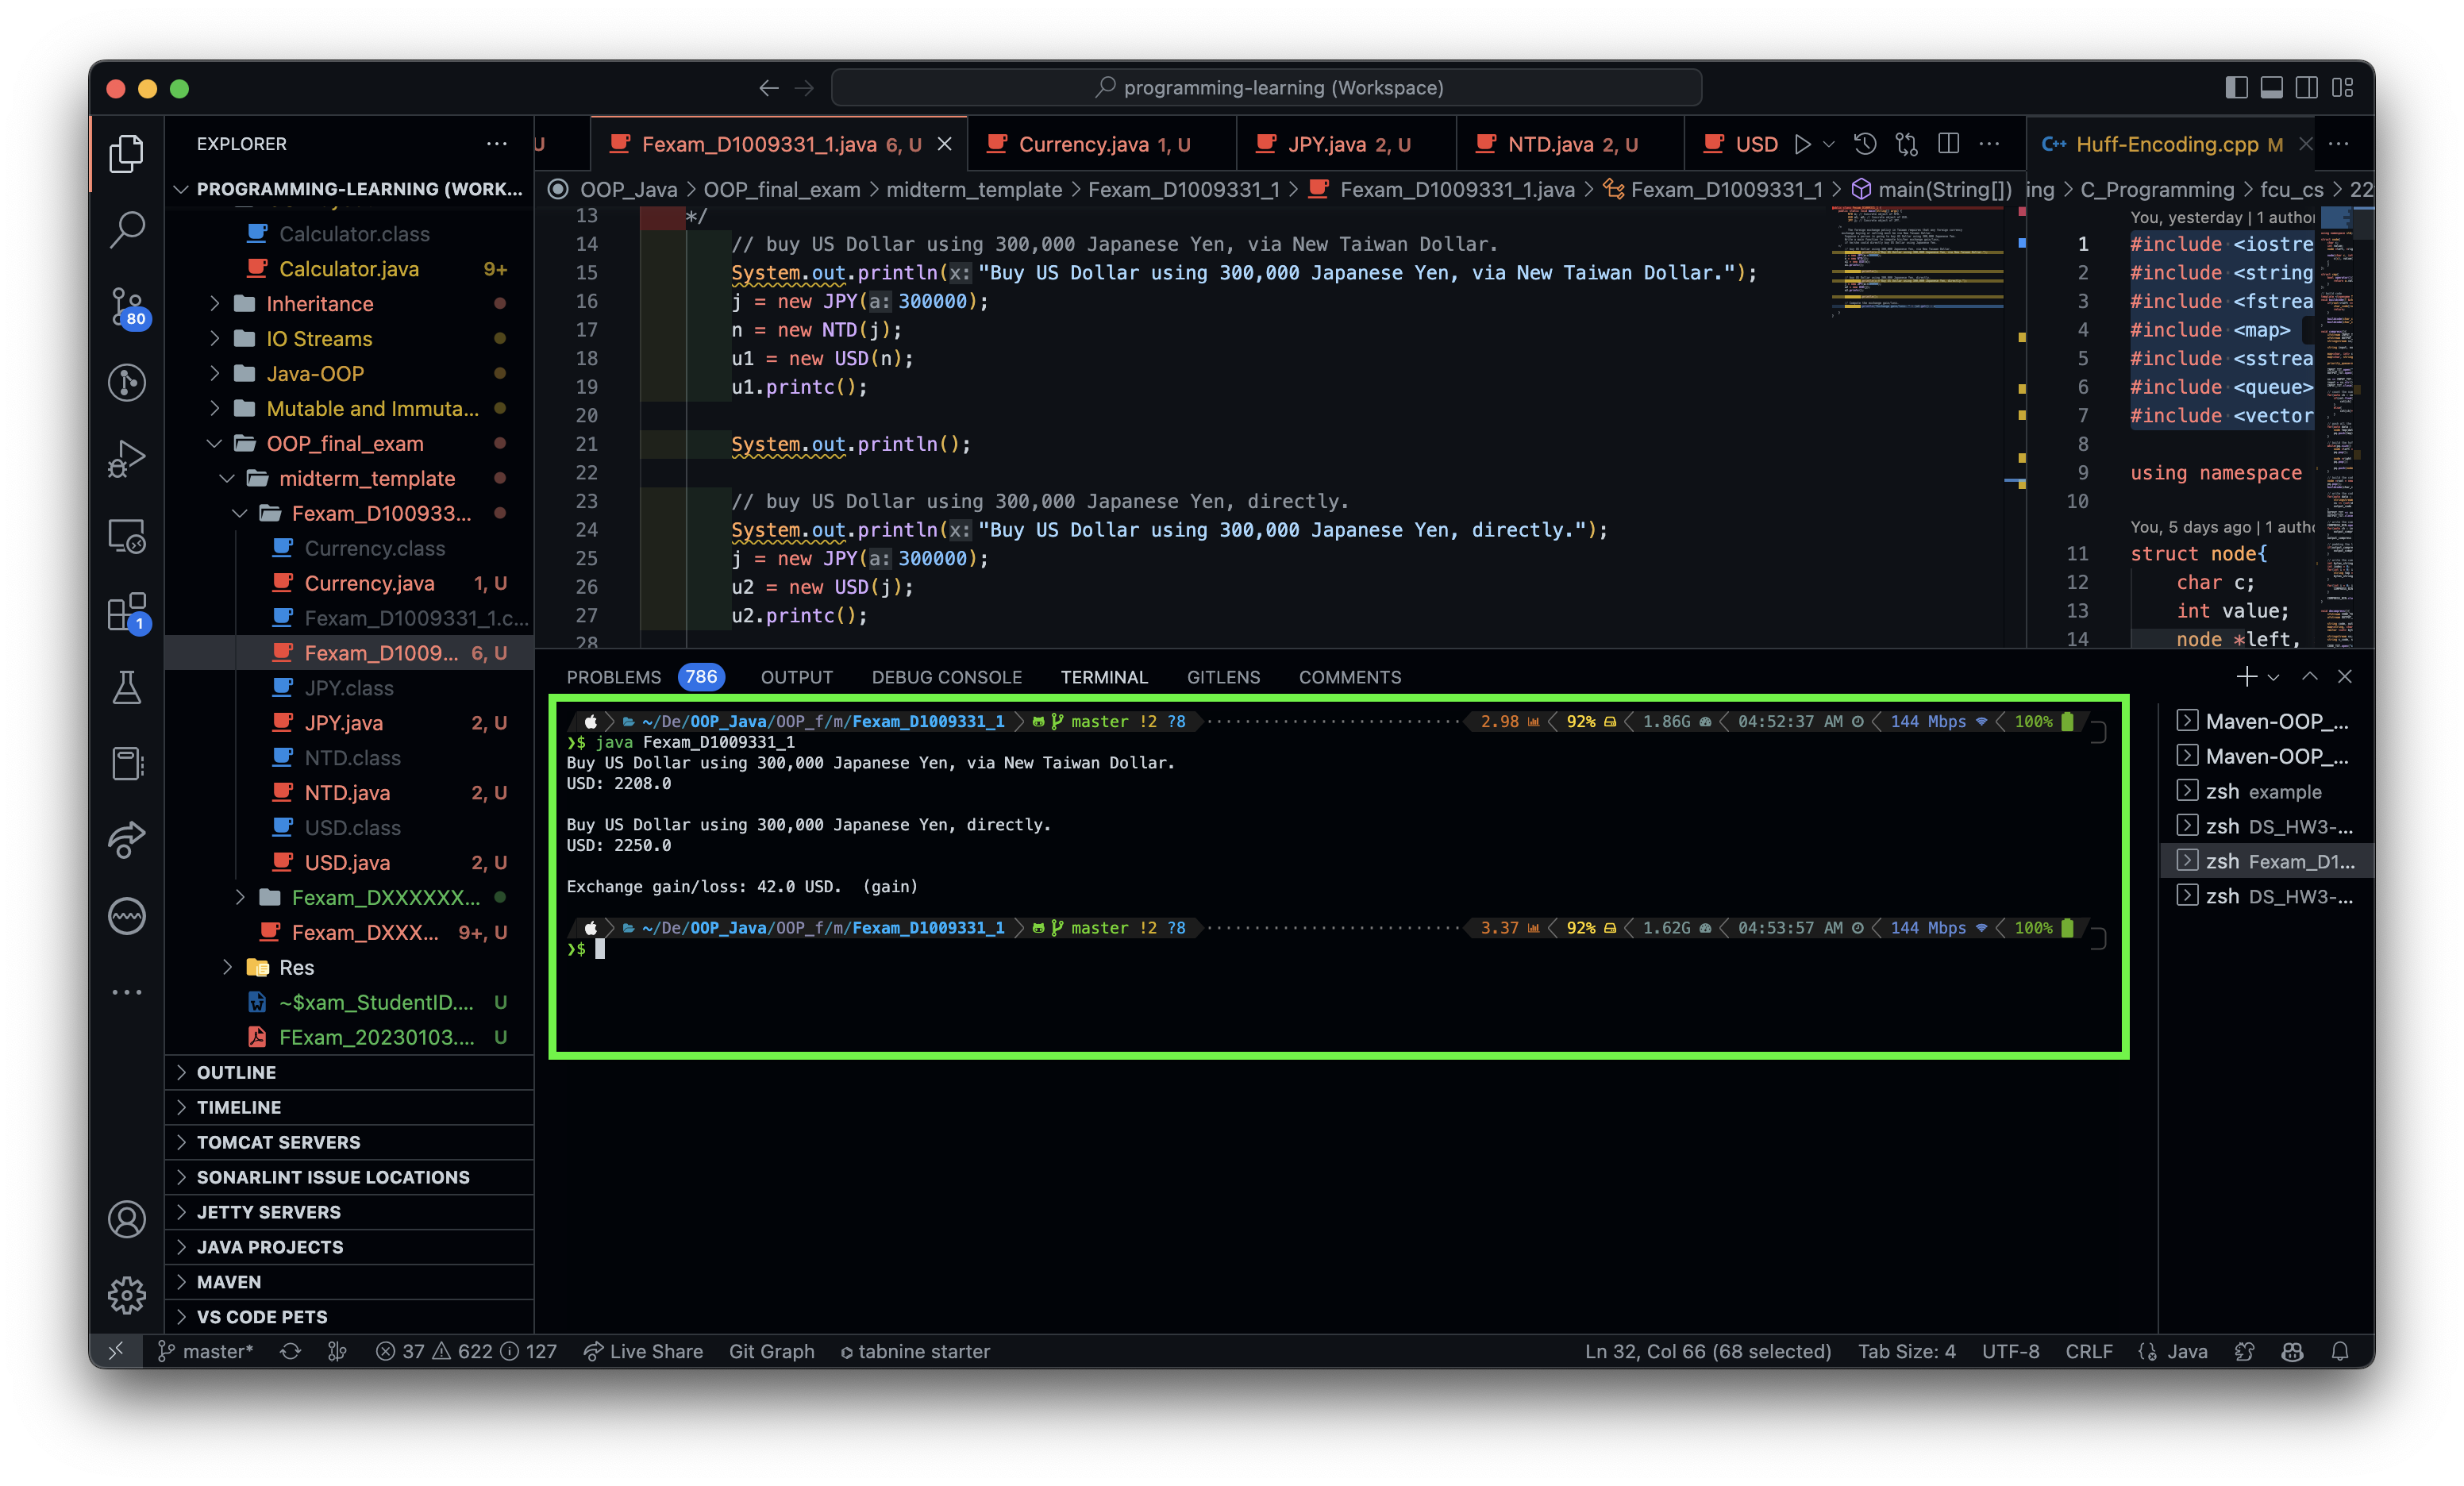 programming-learning (Workspace)
EXPLORER
PROGRAMMING-LEARNING (WORK...
Calculator.class
Calculator.java 9+
Inheritance
IO Streams
Java-OOP
Mutable and Immuta...
OOP_final_exam
midterm_template
Fexam_D100933...
Currency.class
Currency.java 1, U
Fexam_D1009331_1.c...
Fexam_D1009... 6, U
JPY.class
JPY.java 2, U
NTD.class
NTD.java 2, U
USD.class
USD.java 2, U
Fexam_DXXXXXX...
Fexam_DXXX... 9+, U
Res
~$xam_StudentID.... U
FExam_20230103.... U
OUTLINE
TIMELINE
TOMCAT SERVERS
SONARLINT ISSUE LOCATIONS
JETTY SERVERS
JAVA PROJECTS
MAVEN
VS CODE PETS
80
1
U Fexam_D1009331_1.java 6, U Currency.java 1, U JPY.java 2, U NTD.java 2, U USD
OOP_Java > OOP_final_exam > midterm_template > Fexam_D1009331_1 > Fexam_D1009331_1.java > Fexam_D1009331_1 > main(String[])
13 */
14 // buy US Dollar using 300,000 Japanese Yen, via New Taiwan Dollar.
15 System.out.println(x: "Buy US Dollar using 300,000 Japanese Yen, via New Taiwan Dollar.");
16 j = new JPY(a: 300000);
17 n = new NTD(j);
18 u1 = new USD(n);
19 u1.printc();
20
21 System.out.println();
22
23 // buy US Dollar using 300,000 Japanese Yen, directly.
24 System.out.println(x: "Buy US Dollar using 300,000 Japanese Yen, directly.");
25 j = new JPY(a: 300000);
26 u2 = new USD(j);
27 u2.printc();
28
C++ Huff-Encoding.cpp M
ing > C_Programming > fcu_cs > 22
You, yesterday | 1 author
1 #include <iostre
2 #include <string
3 #include <fstrea
4 #include <map>
5 #include <sstrea
6 #include <queue>
7 #include <vector
8
9 using namespace
10
You, 5 days ago | 1 autho
11 struct node{
12 char c;
13 int value;
14 node *left,
PROBLEMS 786 OUTPUT DEBUG CONSOLE TERMINAL GITLENS COMMENTS
~/De/OOP_Java/OOP_f/m/Fexam_D1009331_1 master !2 ?8 2.98 92% 1.86G 04:52:37 AM 144 Mbps 100%
❯$ java Fexam_D1009331_1
Buy US Dollar using 300,000 Japanese Yen, via New Taiwan Dollar.
USD: 2208.0
Buy US Dollar using 300,000 Japanese Yen, directly.
USD: 2250.0
Exchange gain/loss: 42.0 USD. (gain)
~/De/OOP_Java/OOP_f/m/Fexam_D1009331_1 master !2 ?8 3.37 92% 1.62G 04:53:57 AM 144 Mbps 100%
❯$
Maven-OOP_...
Maven-OOP_...
zsh example
zsh DS_HW3-...
zsh Fexam_D1...
zsh DS_HW3-...
master* 37 622 127 Live Share Git Graph tabnine starter Ln 32, Col 66 (68 selected) Tab Size: 4 UTF-8 CRLF Java